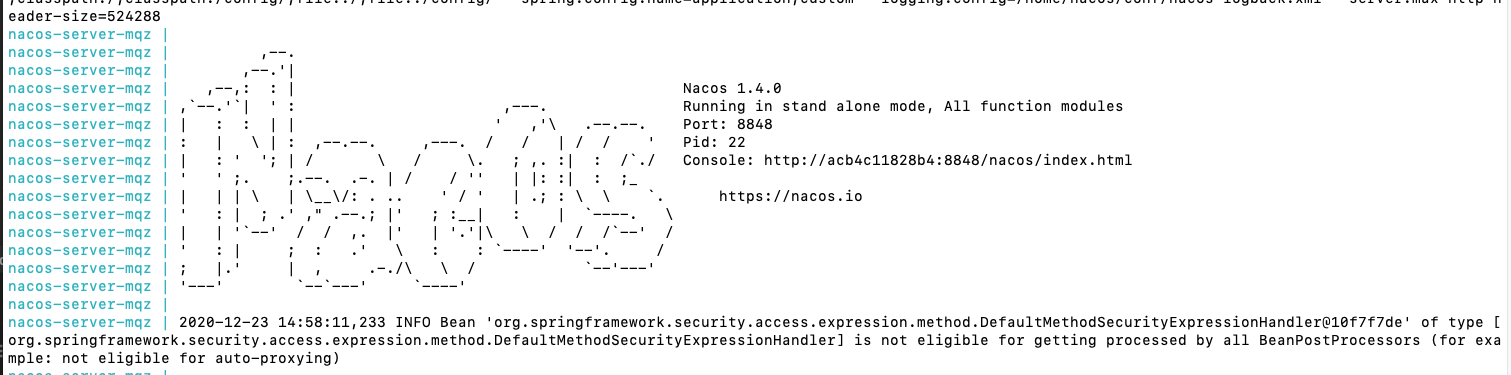 eader-size=524288
nacos-server-mqz |
nacos-server-mqz |         ,--.
nacos-server-mqz |       ,--.'|
nacos-server-mqz |   ,--,:  : |                                           Nacos 1.4.0
nacos-server-mqz | ,`--.'`|  ' :                       ,---.               Running in stand alone mode, All function modules
nacos-server-mqz | |   :  :  | |                      '   ,'\   .--.--.    Port: 8848
nacos-server-mqz | :   |   \ | :  ,--.--.     ,---.  /   /   | /  /    '   Pid: 22
nacos-server-mqz | |   : '  '; | /       \   /     \.   ; ,. :|  :  /`./   Console: http://acb4c11828b4:8848/nacos/index.html
nacos-server-mqz | '   ' ;.    ;.--.  .-. | /    / ''   | |: :|  :  ;_
nacos-server-mqz | |   | | \   | \__\/: . ..    ' / '   | .; : \  \    `.      https://nacos.io
nacos-server-mqz | '   : |  ; .' ," .--.; |'   ; :__|   :    |  `----.   \
nacos-server-mqz | |   | '`--'  /  /  ,.  |'   | '.'|\   \  /  /  /`--'  /
nacos-server-mqz | '   : |     ;  :   .'   \   :    : `----'  '--'.     /
nacos-server-mqz | ;   |.'     |  ,     .-./\   \  /            `--'---'
nacos-server-mqz | '---'        `--`---'     `----'
nacos-server-mqz |
nacos-server-mqz | 2020-12-23 14:58:11,233 INFO Bean 'org.springframework.security.access.expression.method.DefaultMethodSecurityExpressionHandler@10f7f7de' of type [
org.springframework.security.access.expression.method.DefaultMethodSecurityExpressionHandler] is not eligible for getting processed by all BeanPostProcessors (for exa
mple: not eligible for auto-proxying)